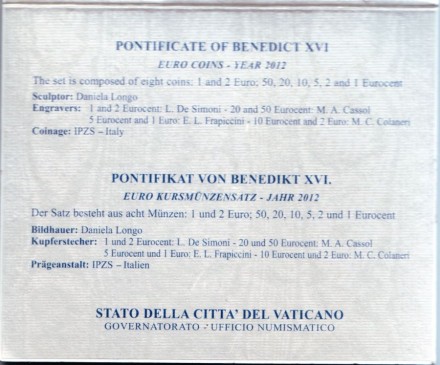 PONTIFICATE OF BENEDICT XVI
EURO COINS - YEAR 2012
The set is composed of eight coins: 1 and 2 Euro; 50, 20, 10, 5, 2 and 1 Eurocent
Sculptor: Daniela Longo
Engravers: 1 and 2 Eurocent: L. De Simoni - 20 and 50 Eurocent: M. A. Cassol
5 Eurocent and 1 Euro: E. L. Frapiccini - 10 Eurocent and 2 Euro: M. C. Colaneri
Coinage: IPZS – Italy
PONTIFIKAT VON BENEDIKT XVI.
EURO KURSMÜNZENSATZ - JAHR 2012
Der Satz besteht aus acht Münzen: 1 und 2 Euro; 50, 20, 10, 5, 2 und 1 Eurocent
Bildhauer: Daniela Longo
Kupferstecher: 1 und 2 Eurocent: L. De Simoni - 20 und 50 Eurocent: M. A. Cassol
5 Eurocent und 1 Euro: E. L. Frapiccini - 10 Eurocent und 2 Euro: M. C. Colaneri
Prägeanstalt: IPZS – Italien
STATO DELLA CITTA' DEL VATICANO
GOVERNATORATO - UFFICIO NUMISMATICO